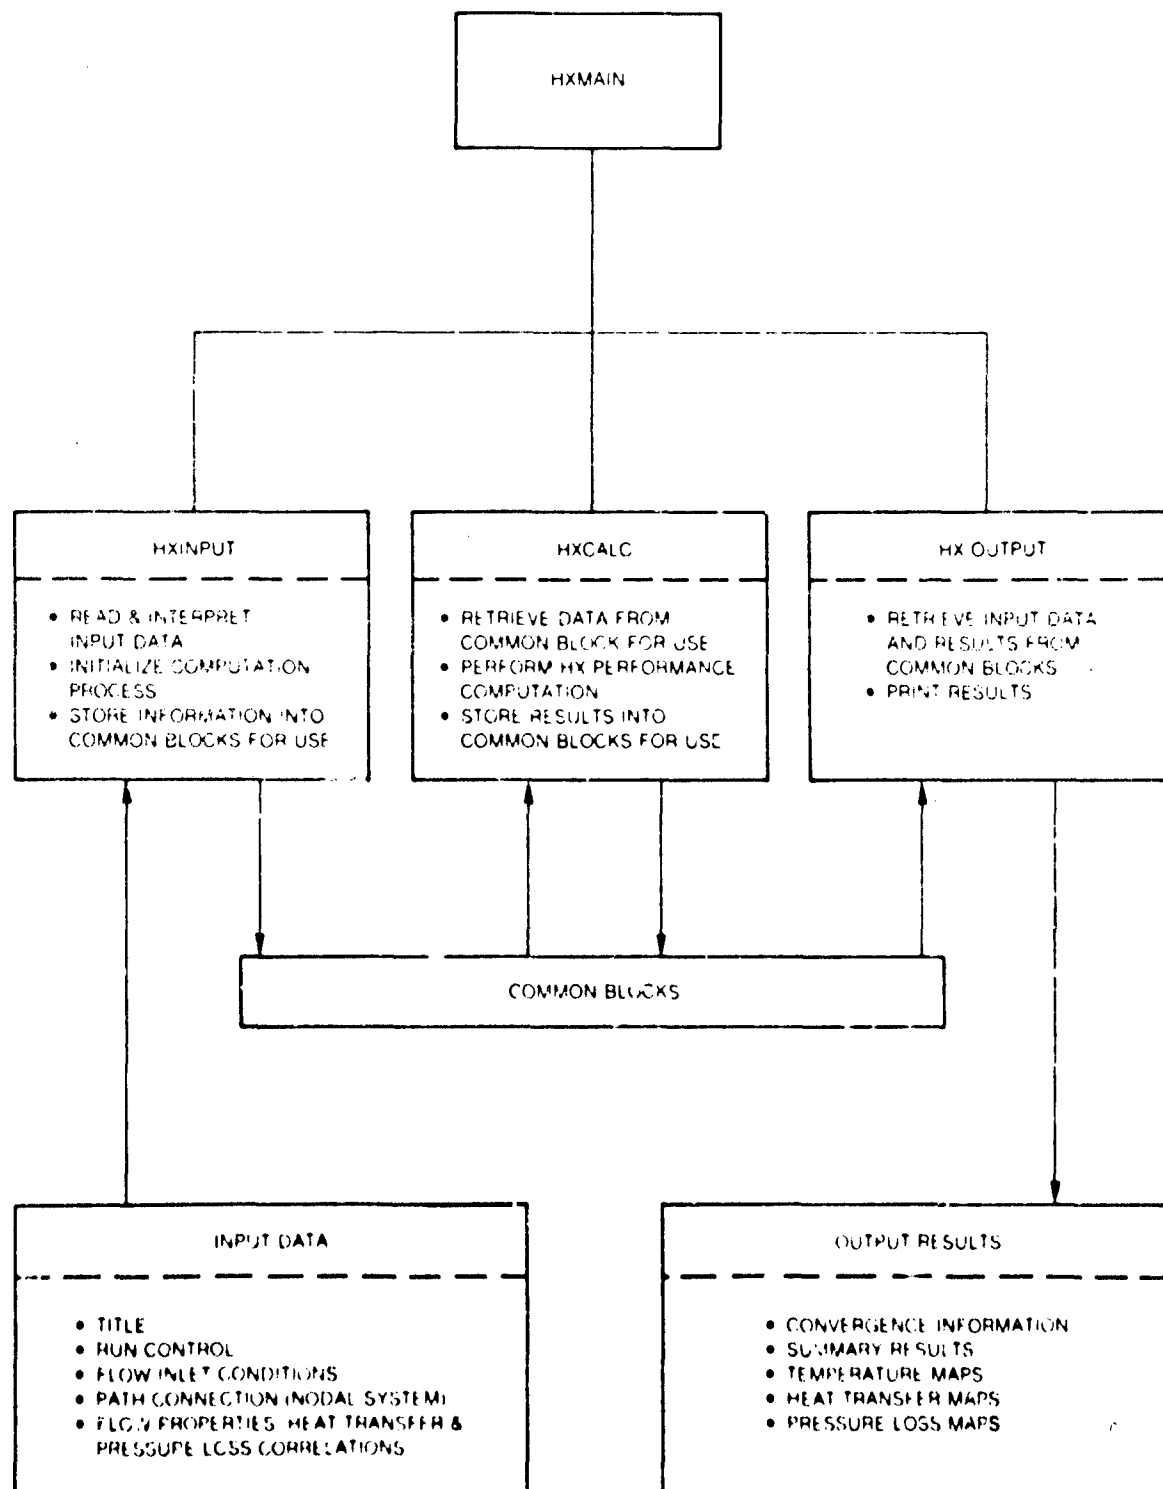 HXMAIN
HXINPUT
• READ & INTERPRET
INPUT DATA
• INITIALIZE COMPUTATION
PROCESS
• STORE INFORMATION INTO
COMMON BLOCKS FOR USE
HXCALC
• RETRIEVE DATA FROM
COMMON BLOCK FOR USE
• PERFORM HX PERFORMANCE
COMPUTATION
• STORE RESULTS INTO
COMMON BLOCKS FOR USE
HX OUTPUT
• RETRIEVE INPUT DATA
AND RESULTS FROM
COMMON BLOCKS
• PRINT RESULTS
COMMON BLOCKS
INPUT DATA
• TITLE
• RUN CONTROL
• FLOW INLET CONDITIONS
• PATH CONNECTION (NODAL SYSTEM)
• FLOW PROPERTIES HEAT TRANSFER &
PRESSURE LOSS CORRELATIONS
OUTPUT RESULTS
• CONVERGENCE INFORMATION
• SUMMARY RESULTS
• TEMPERATURE MAPS
• HEAT TRANSFER MAPS
• PRESSURE LOSS MAPS